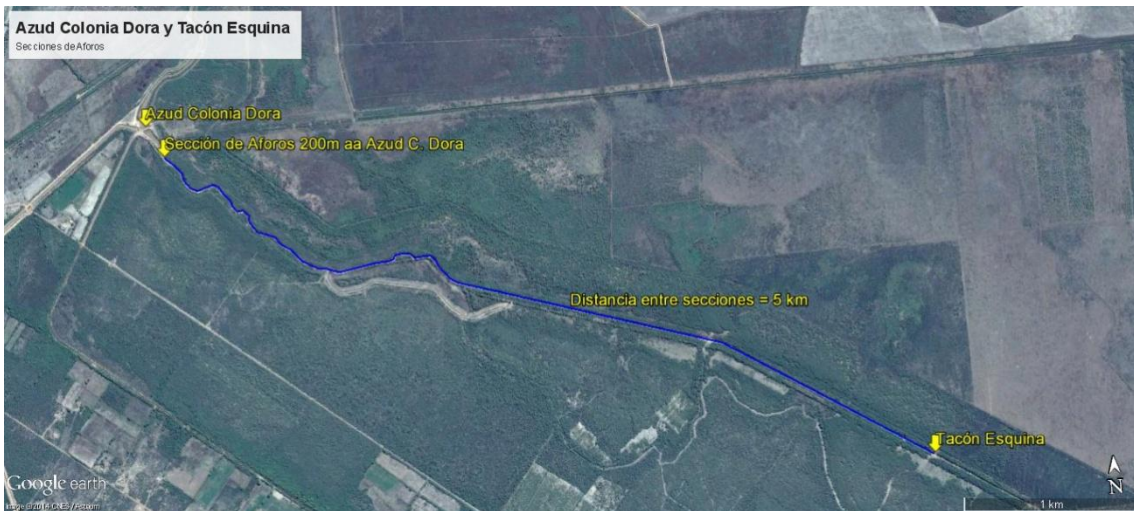 Azud Colonia Dora y Tacón Esquina
Secciones de Aforos
Azud Colonia Dora
Sección de Aforos 200m aa Azud C. Dora
Distancia entre secciones = 5 km
Tacón Esquina
Google earth
N
1 km